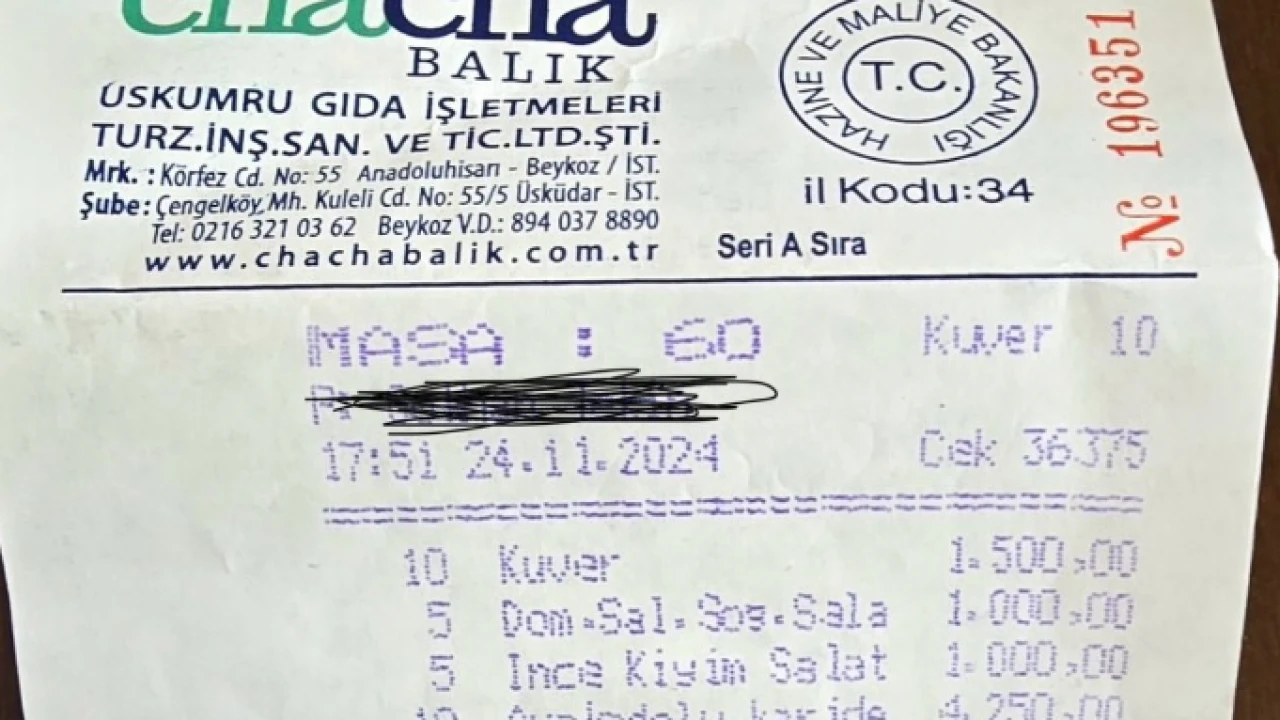 chacha
BALIK
ÜSKUMRU GIDA İŞLETMELERİ
TURZ.İNŞ.SAN. VE TİC.LTD.ŞTİ.
Mrk. : Körfez Cd. No: 55 Anadoluhisarı - Beykoz / İST.
Şube: Çengelköy Mh. Kuleli Cd. No: 55/5 Üsküdar - İST.
Tel: 0216 321 03 62 Beykoz V.D.: 894 037 8890
www.chachabalik.com.tr
HAZİNE VE MALİYE BAKANLIĞI
T.C.
il Kodu:34
Seri A Sıra
№ 196351
MASA : 60 Kuver 10
17:51 24.11.2024 Cek 36375
10 Kuver 1.500,00
5 Dom.Sal.Sog.Sala 1.000,00
5 Ince Kiyim Salat 1.000,00
4.250,00